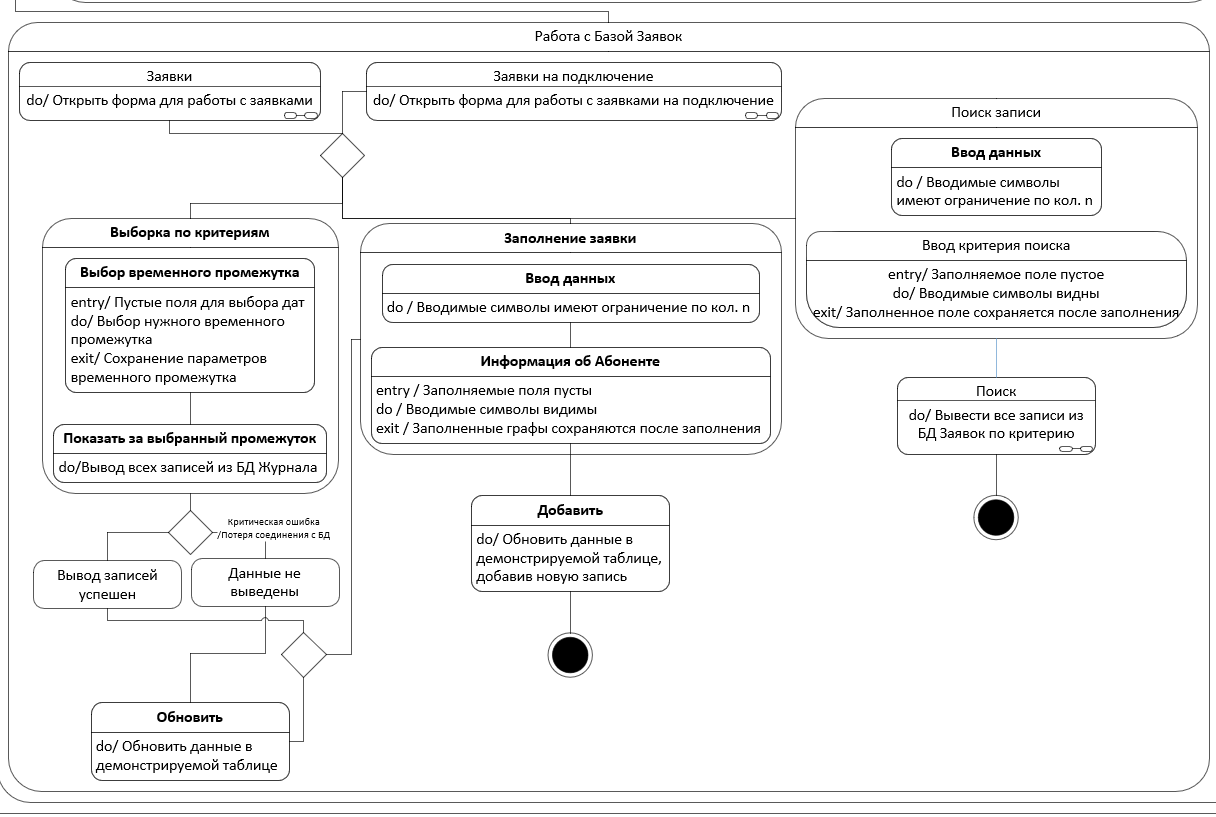 Работа с Базой Заявок
Заявки
do/ Открыть форма для работы с заявками
Заявки на подключение
do/ Открыть форма для работы с заявками на подключение
Поиск записи
Ввод данных
do / Вводимые символы
имеют ограничение по кол. n
Ввод критерия поиска
entry/ Заполняемое поле пустое
do/ Вводимые символы видны
exit/ Заполненное поле сохраняется после заполнения
Поиск
do/ Вывести все записи из
БД Заявок по критерию
Выборка по критериям
Выбор временного промежутка
entry/ Пустые поля для выбора дат
do/ Выбор нужного временного
промежутка
exit/ Сохранение параметров
временного промежутка
Показать за выбранный промежуток
do/Вывод всех записей из БД Журнала
Критическая ошибка
/Потеря соединения с БД
Вывод записей
успешен
Данные не
выведены
Обновить
do/ Обновить данные в
демонстрируемой таблице
Заполнение заявки
Ввод данных
do / Вводимые символы имеют ограничение по кол. n
Информация об Абоненте
entry / Заполняемые поля пусты
do / Вводимые символы видимы
exit / Заполненные графы сохраняются после заполнения
Добавить
do/ Обновить данные в
демонстрируемой таблице,
добавив новую запись